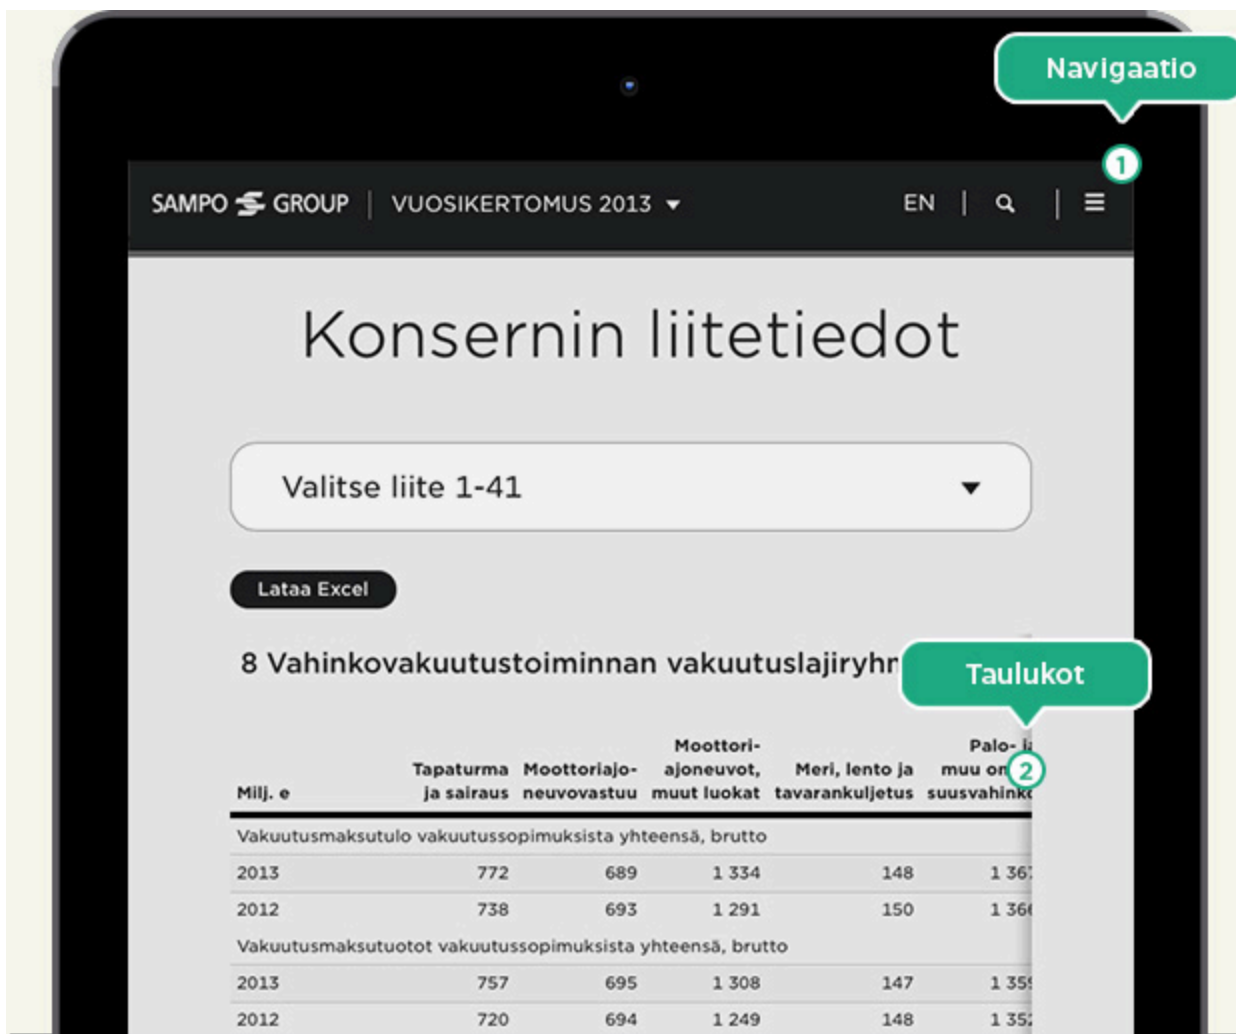 Navigaatio
1
SAMPO GROUP | VUOSIKERTOMUS 2013 EN | |
Konsernin liitetiedot
Valitse liite 1-41
Lataa Excel
8 Vahinkovakuutustoiminnan
Taulukot
2
Moottori- Palo-
Tapaturma Moottoriajo- ajoneuvot, Meri, lento ja muu
Milj. e ja sairaus neuvovastuu muut luokat tavarankuljetus
Vakuutusmaksutulo vakuutussopimuksista yhteensä, brutto
2013 772 689 1 334 148
2012 738 693 1 291 150
Vakuutusmaksutuotot vakuutussopimuksista yhteensä, brutto
2013 757 695 1 308 147
2012 720 694 1 249 148